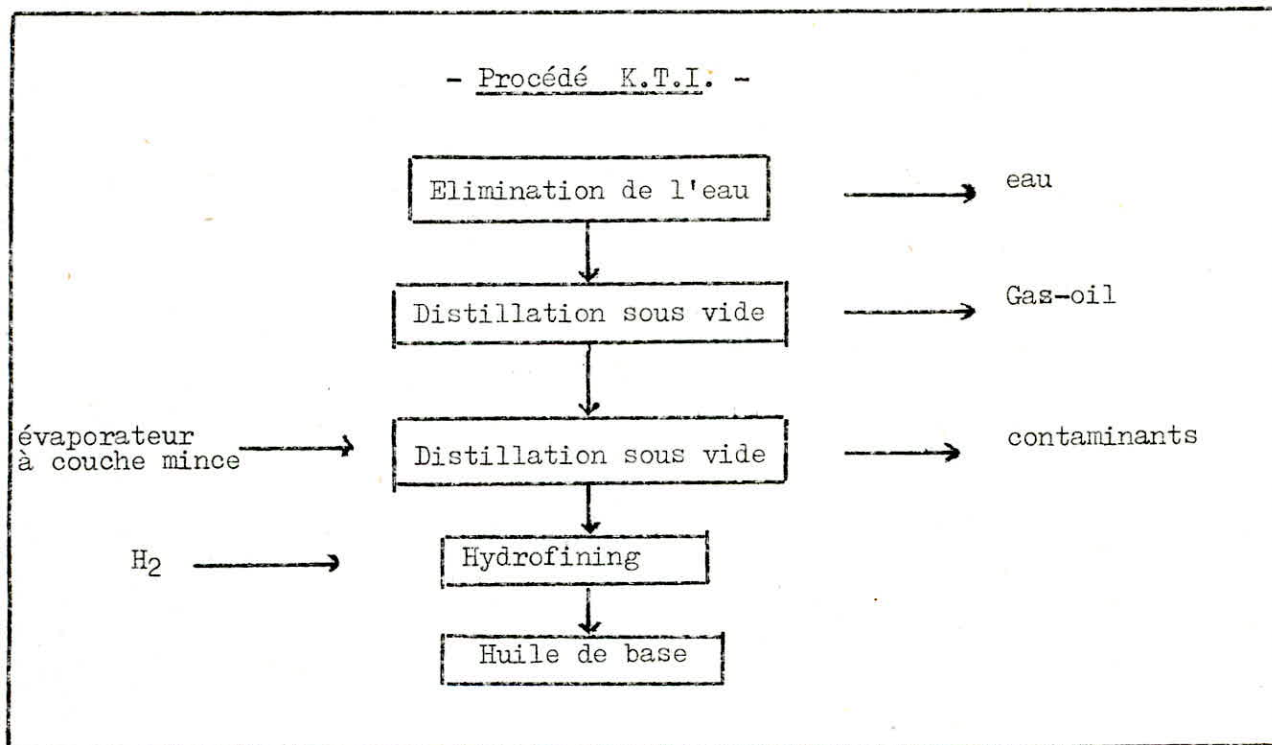 - Procédé K.T.I. -
Elimination de l'eau
eau
Distillation sous vide
Gas-oil
évaporateur
à couche mince
Distillation sous vide
contaminants
H₂
Hydrofining
Huile de base